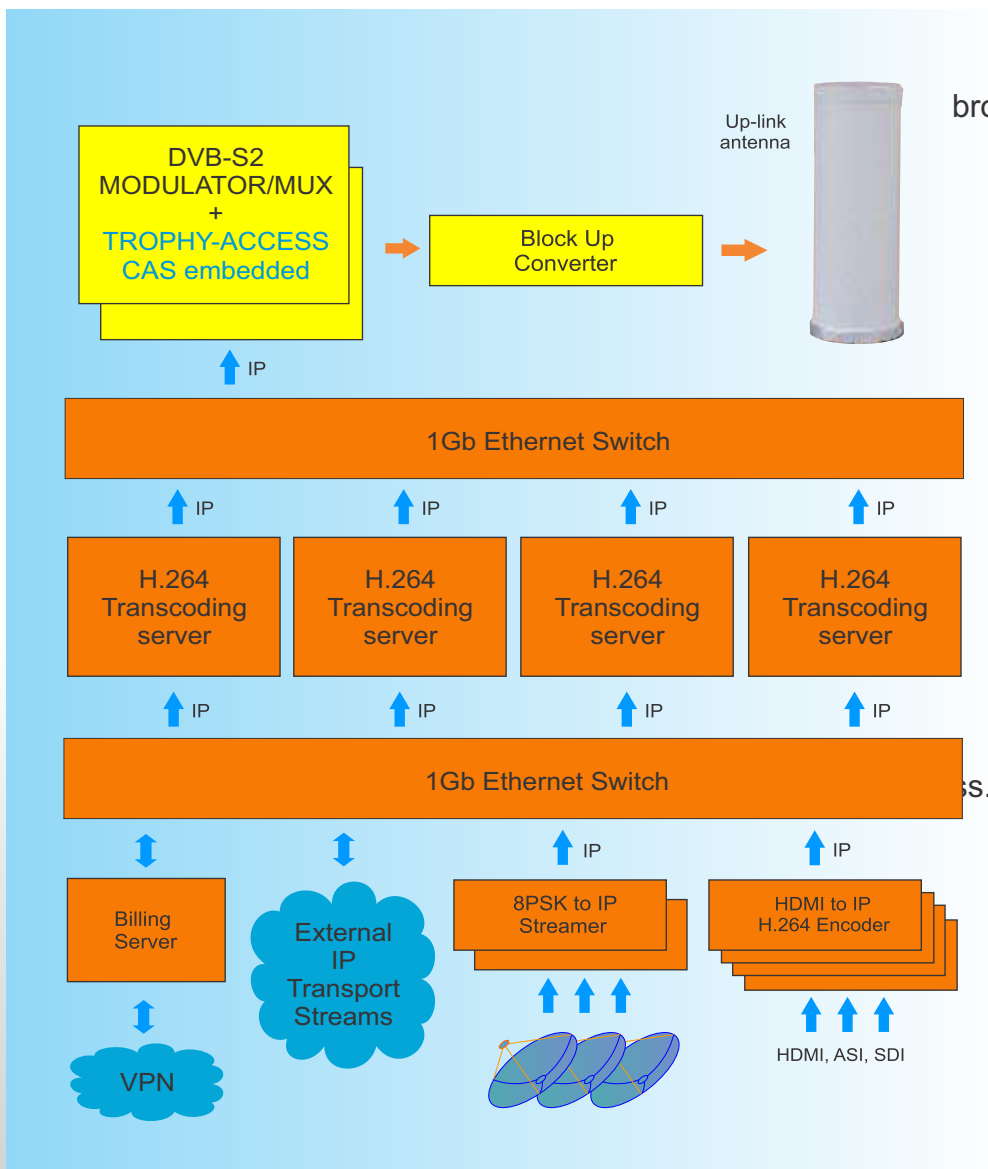 bro
Up-link
antenna
DVB-S2
MODULATOR/MUX
+
TROPHY-ACCESS
CAS embedded
Block Up
Converter
IP
1Gb Ethernet Switch
IP
IP
IP
IP
H.264
Transcoding
server
H.264
Transcoding
server
H.264
Transcoding
server
H.264
Transcoding
server
IP
IP
IP
IP
1Gb Ethernet Switch
ss.
IP
IP
Billing
Server
External
IP
Transport
Streams
8PSK to IP
Streamer
HDMI to IP
H.264 Encoder
VPN
HDMI, ASI, SDI